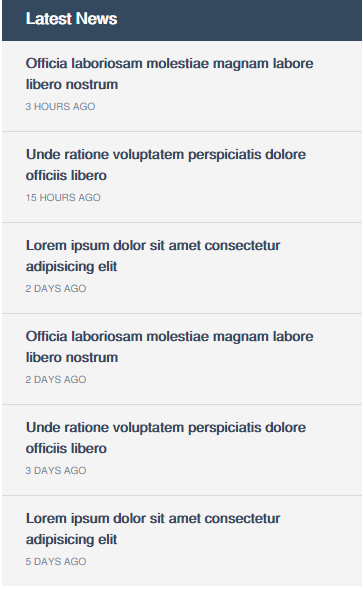 Latest News
Officia laboriosam molestiae magnam labore
libero nostrum
3 HOURS AGO
Unde ratione voluptatem perspiciatis dolore
officiis libero
15 HOURS AGO
Lorem ipsum dolor sit amet consectetur
adipisicing elit
2 DAYS AGO
Officia laboriosam molestiae magnam labore
libero nostrum
2 DAYS AGO
Unde ratione voluptatem perspiciatis dolore
officiis libero
3 DAYS AGO
Lorem ipsum dolor sit amet consectetur
adipisicing elit
5 DAYS AGO